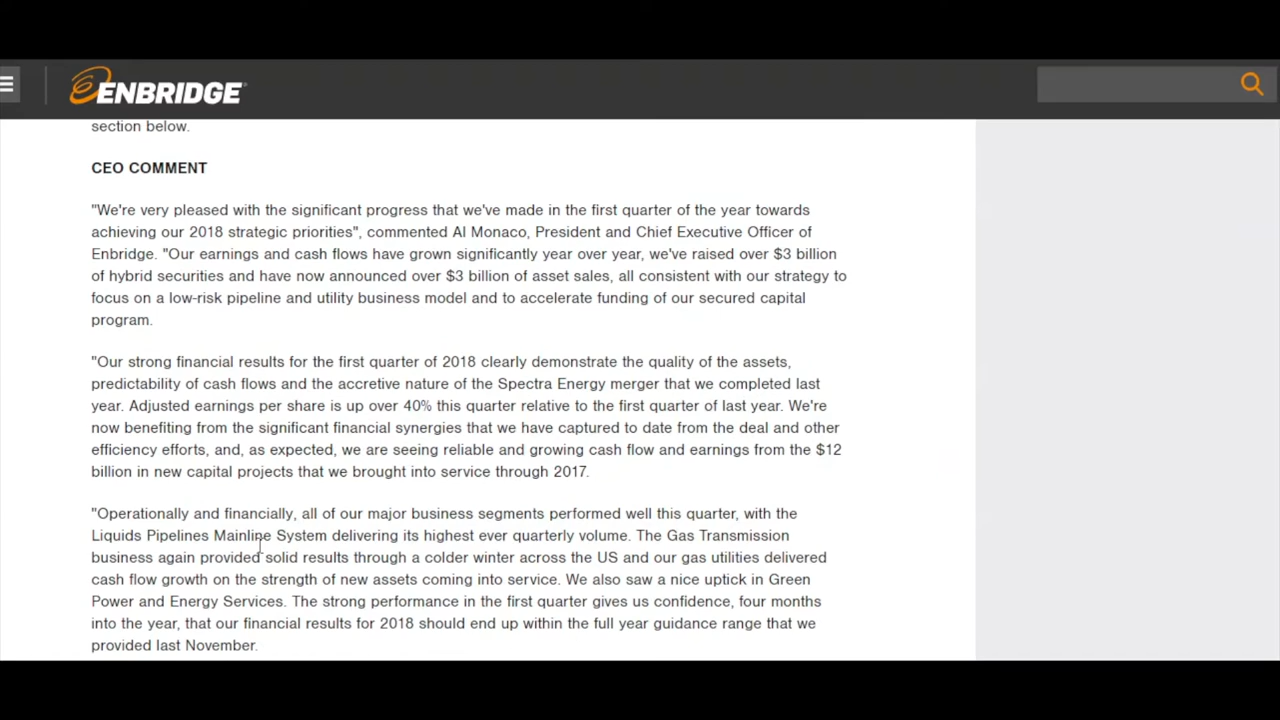 ENBRIDGE
section below.
CEO COMMENT
"We're very pleased with the significant progress that we've made in the first quarter of the year towards
achieving our 2018 strategic priorities", commented Al Monaco, President and Chief Executive Officer of
Enbridge. "Our earnings and cash flows have grown significantly year over year, we've raised over $3 billion
of hybrid securities and have now announced over $3 billion of asset sales, all consistent with our strategy to
focus on a low-risk pipeline and utility business model and to accelerate funding of our secured capital
program.
"Our strong financial results for the first quarter of 2018 clearly demonstrate the quality of the assets,
predictability of cash flows and the accretive nature of the Spectra Energy merger that we completed last
year. Adjusted earnings per share is up over 40% this quarter relative to the first quarter of last year. We're
now benefiting from the significant financial synergies that we have captured to date from the deal and other
efficiency efforts, and, as expected, we are seeing reliable and growing cash flow and earnings from the $12
billion in new capital projects that we brought into service through 2017.
"Operationally and financially, all of our major business segments performed well this quarter, with the
Liquids Pipelines Mainline System delivering its highest ever quarterly volume. The Gas Transmission
business again provided solid results through a colder winter across the US and our gas utilities delivered
cash flow growth on the strength of new assets coming into service. We also saw a nice uptick in Green
Power and Energy Services. The strong performance in the first quarter gives us confidence, four months
into the year, that our financial results for 2018 should end up within the full year guidance range that we
provided last November.